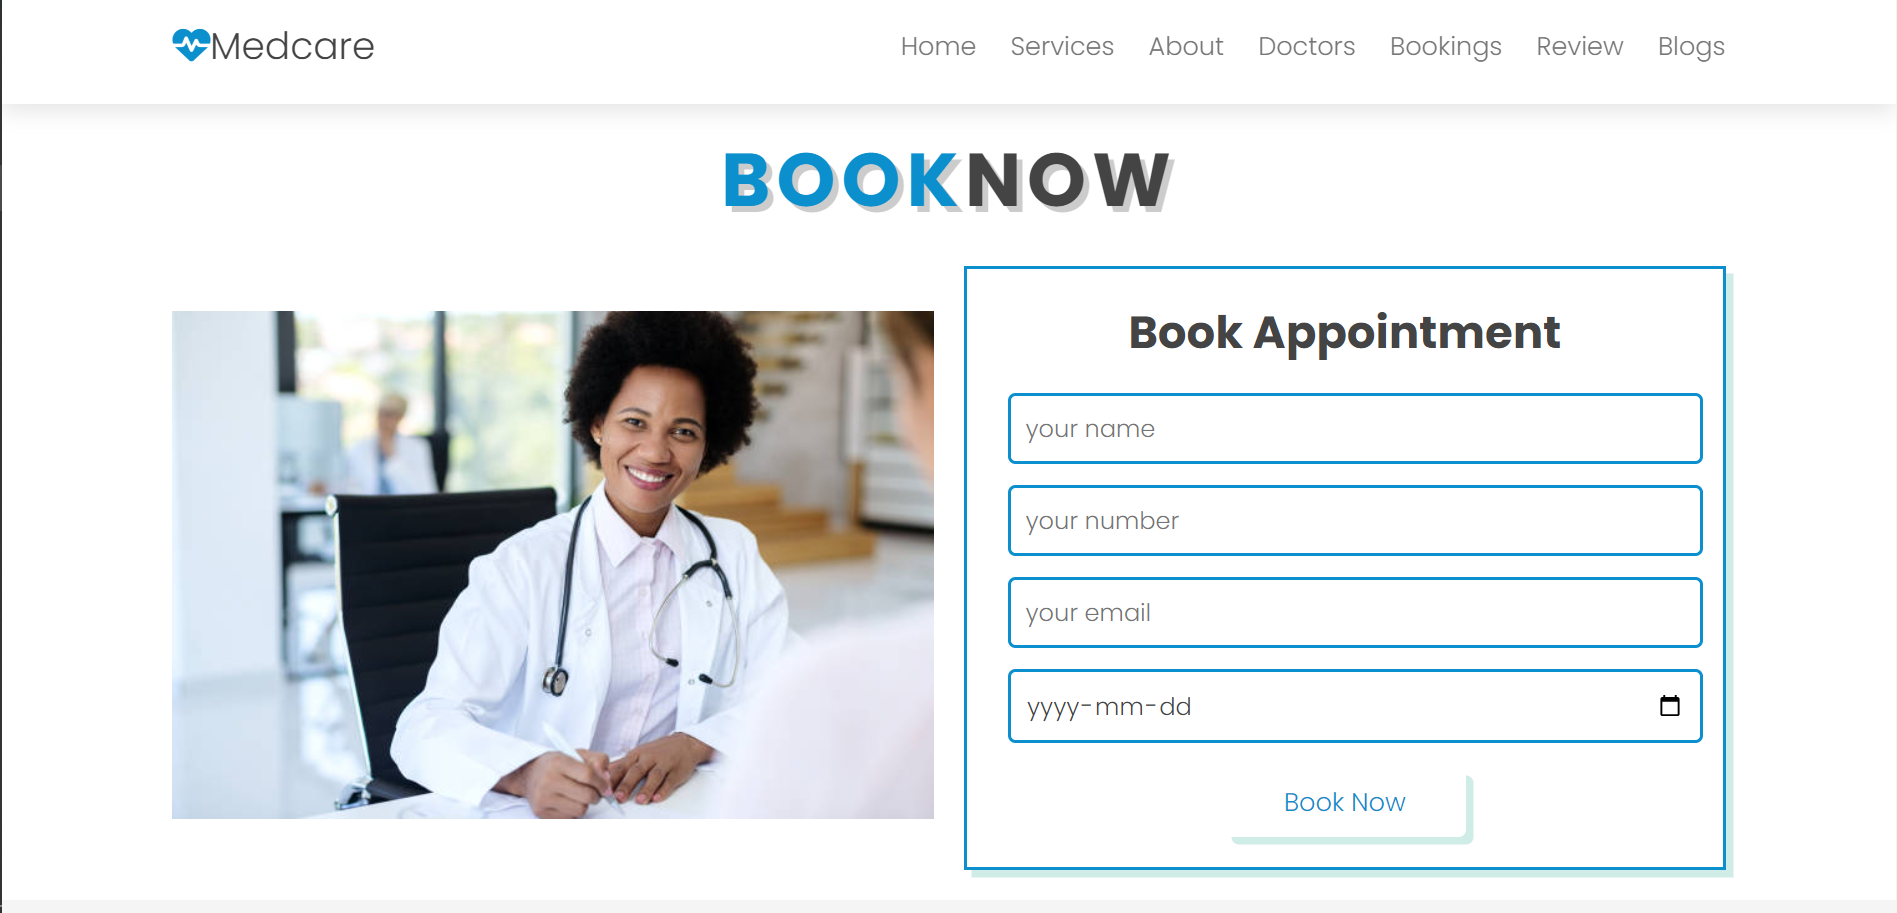 Medcare
Home Services About Doctors Bookings Review Blogs
BOOKNOW
Book Appointment
your name
your number
your email
yyyy-mm-dd
Book Now